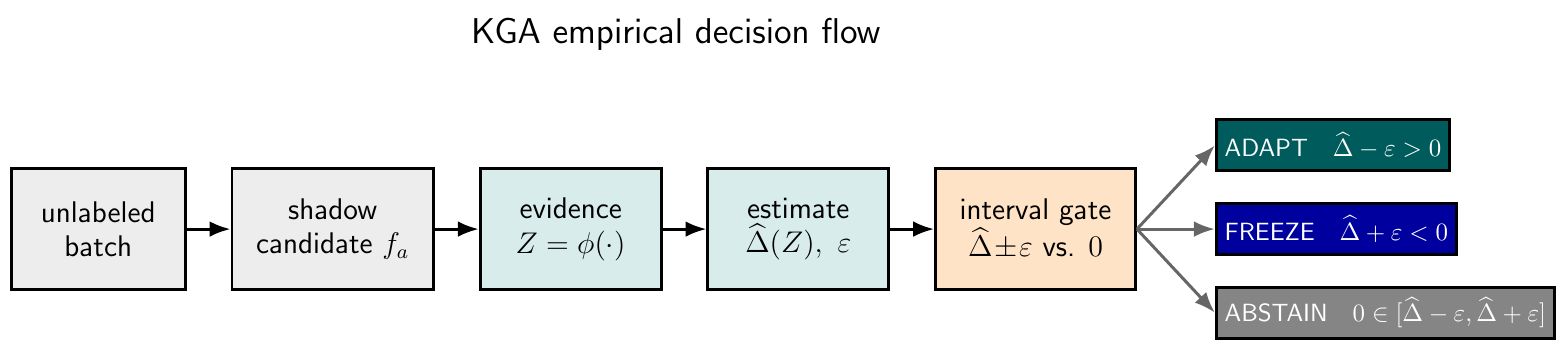 KGA empirical decision flow
unlabeled
batch
shadow
candidate fₐ
evidence
Z = ϕ(·)
estimate
Δ̂(Z), ε
interval gate
Δ̂±ε vs. 0
ADAPT Δ̂ − ε > 0
FREEZE Δ̂ + ε < 0
ABSTAIN 0 ∈ [Δ̂ − ε, Δ̂ + ε]